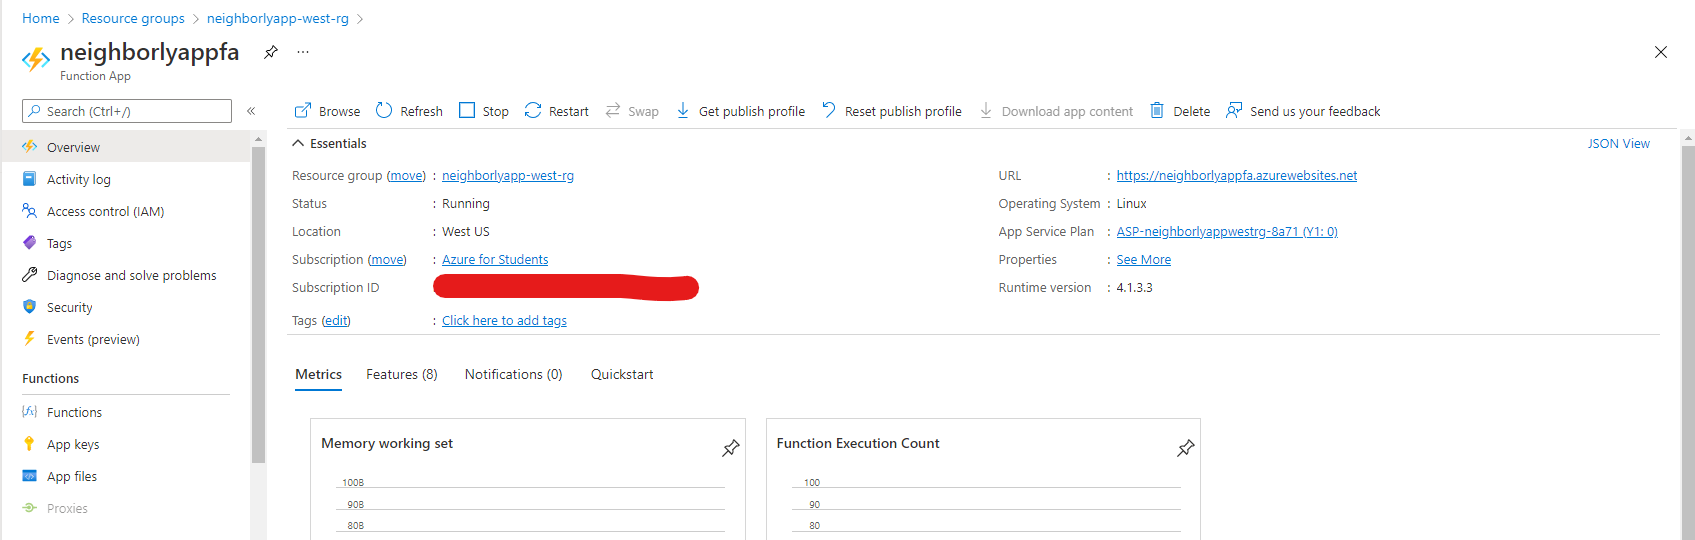 Home > Resource groups > neighborlyapp-west-rg >
neighborlyappfa ...
Function App
Search (Ctrl+/) «
Overview
Activity log
Access control (IAM)
Tags
Diagnose and solve problems
Security
Events (preview)
Functions
Functions
App keys
App files
Proxies
Browse Refresh Stop Restart Swap Get publish profile Reset publish profile Download app content Delete Send us your feedback
Essentials JSON View
Resource group (move) : neighborlyapp-west-rg
Status : Running
Location : West US
Subscription (move) : Azure for Students
Subscription ID
Tags (edit) : Click here to add tags
URL : https://neighborlyappfa.azurewebsites.net
Operating System : Linux
App Service Plan : ASP-neighborlyappwestrg-8a71 (Y1: 0)
Properties : See More
Runtime version : 4.1.3.3
Metrics Features (8) Notifications (0) Quickstart
Memory working set
100B
90B
80B
Function Execution Count
100
90
80